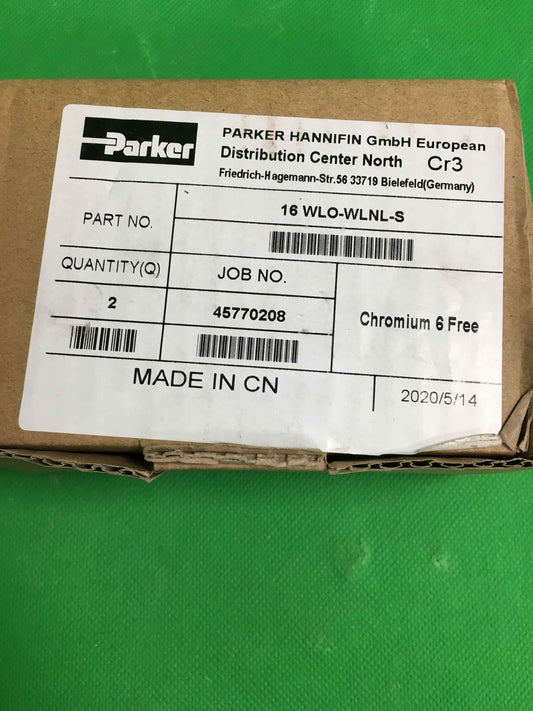 Parker
PARKER HANNIFIN GmbH European
Distribution Center North Cr3
Friedrich-Hagemann-Str.56 33719 Bielefeld(Germany)
PART NO. 16 WLO-WLNL-S
QUANTITY(Q) JOB NO.
2 45770208 Chromium 6 Free
MADE IN CN 2020/5/14